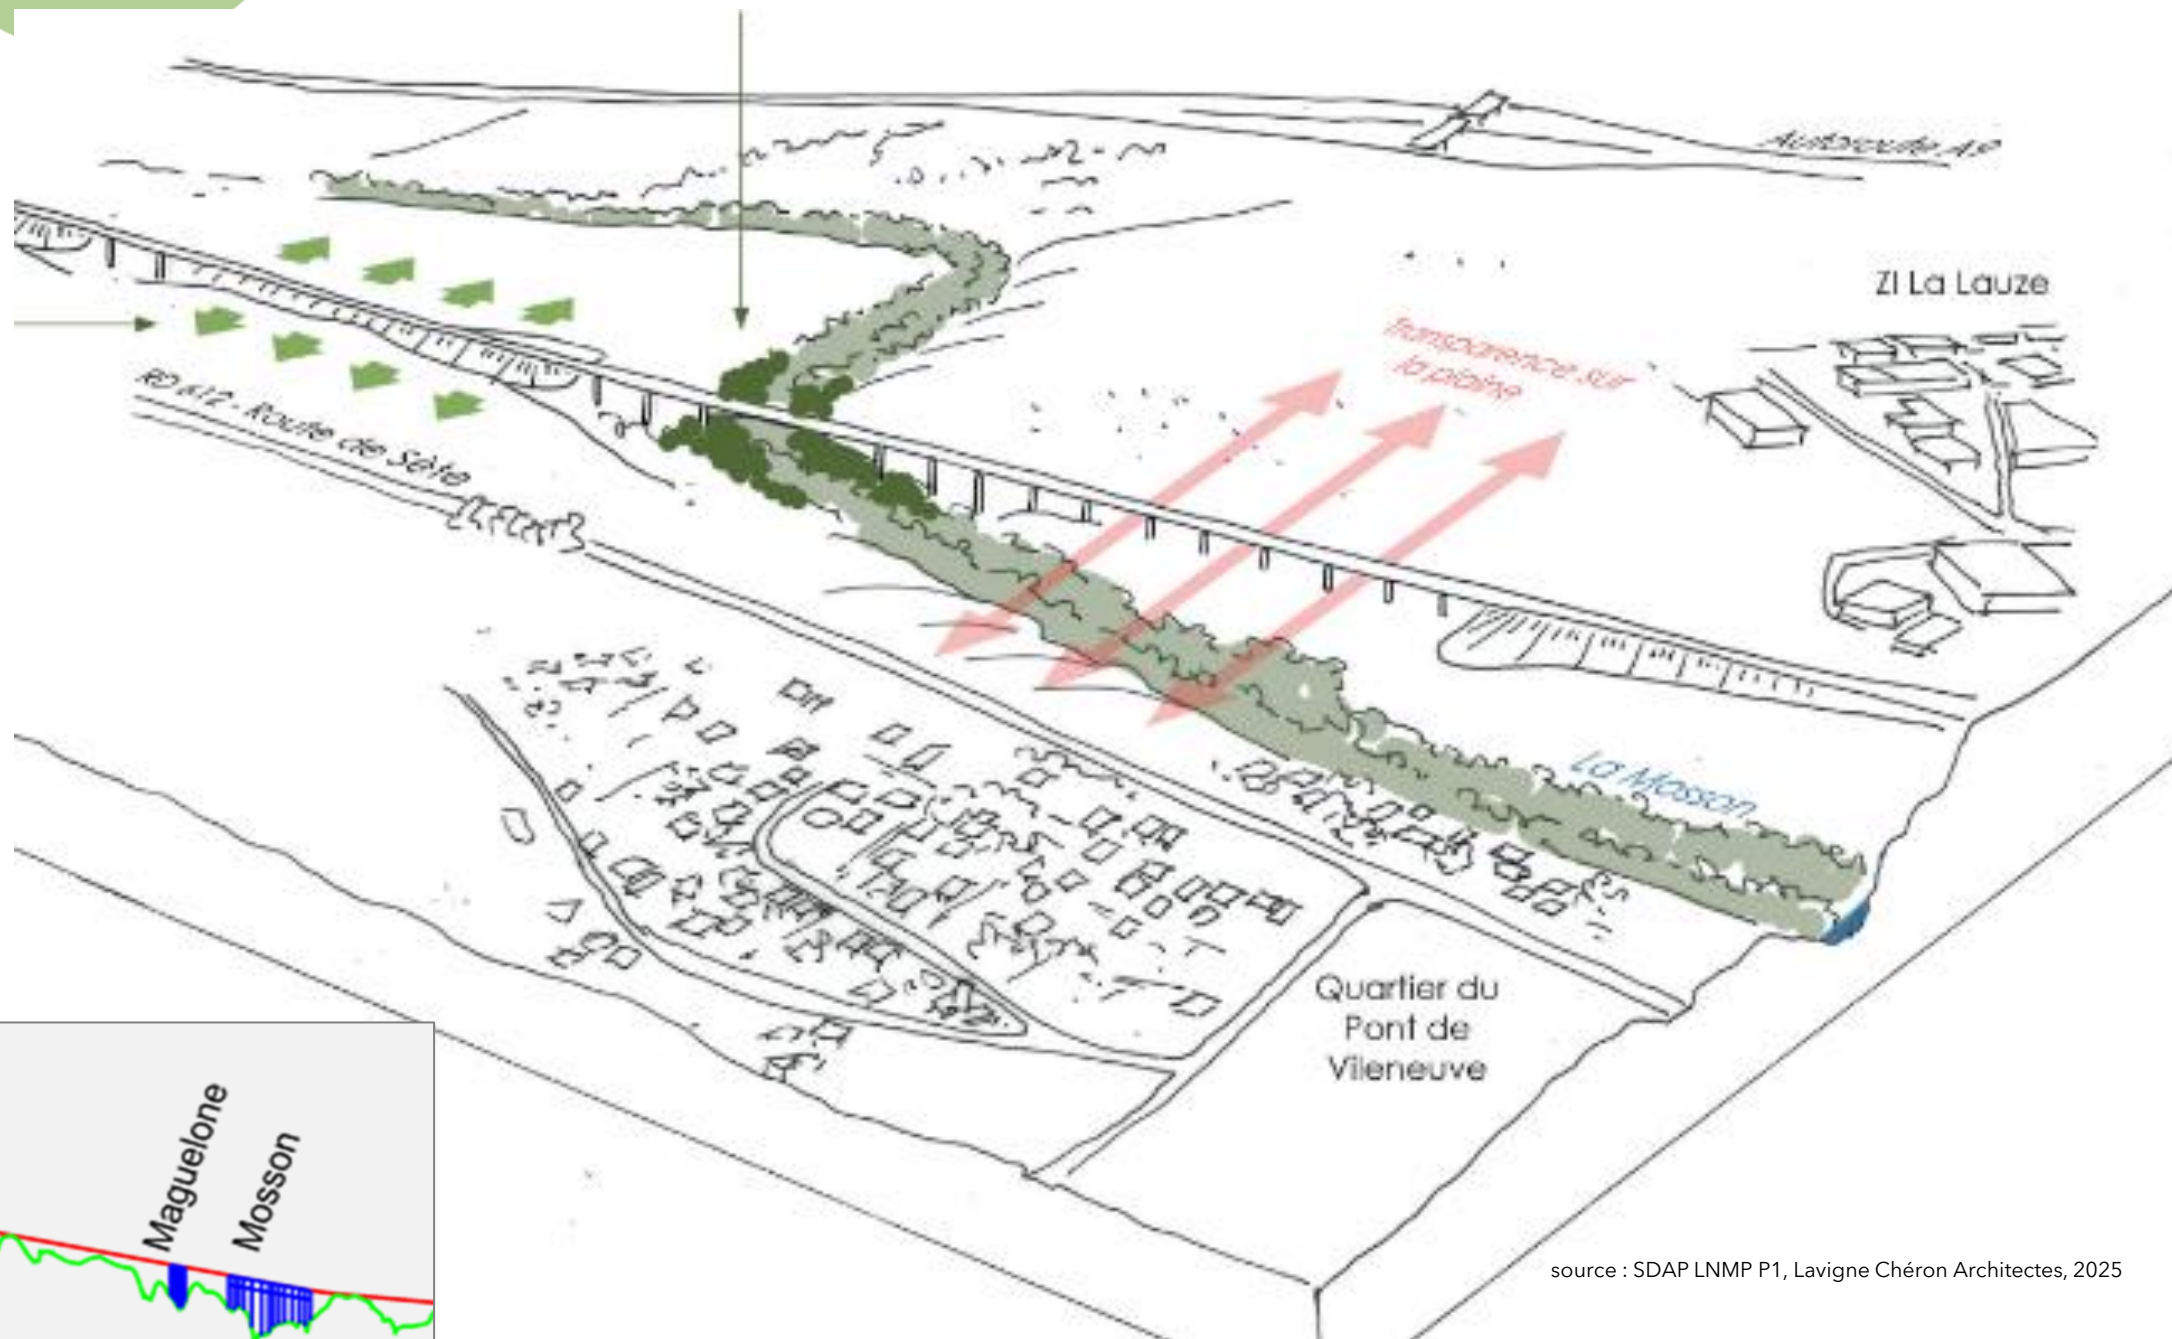 Autoroute A9
ZI La Lauze
Transparence sur
la plaine
RD 612 - Route de Sète
La Mosson
Quartier du
Pont de
Vileneuve
Maguelone
Mosson
source : SDAP LNMP P1, Lavigne Chéron Architectes, 2025